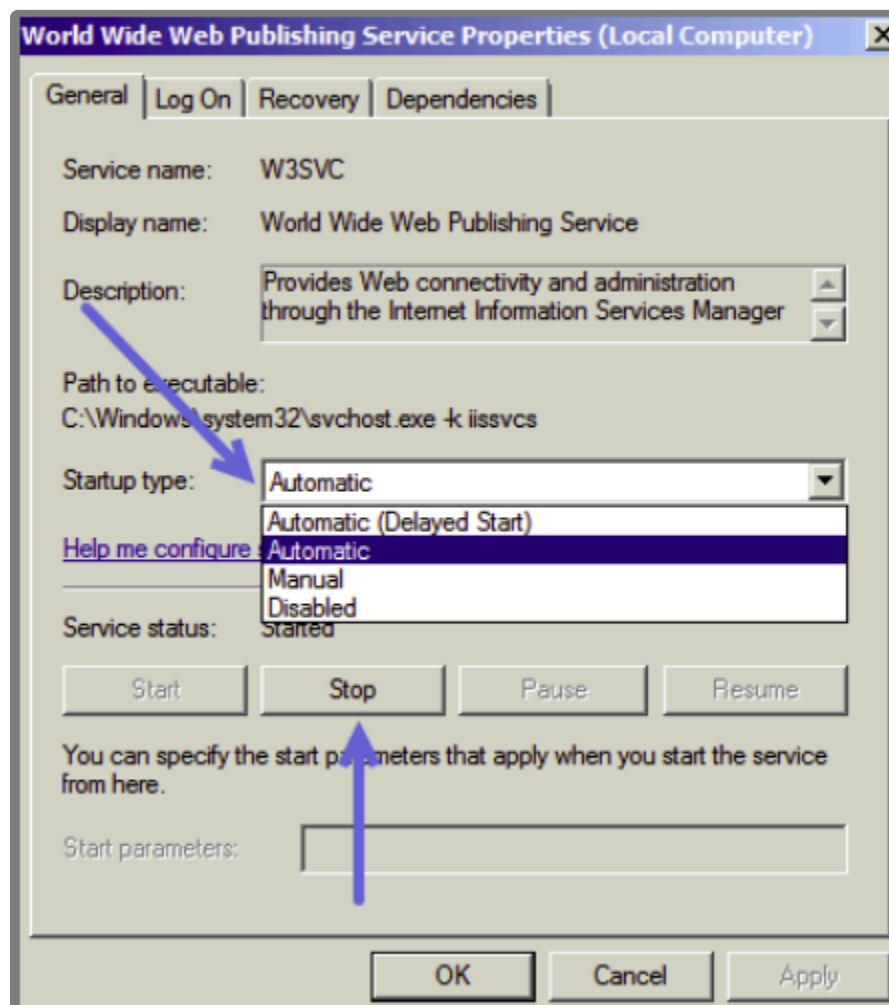 World Wide Web Publishing Service Properties (Local Computer)
General Log On Recovery Dependencies
Service name: W3SVC
Display name: World Wide Web Publishing Service
Description: Provides Web connectivity and administration
through the Internet Information Services Manager
Path to executable:
C:\Windows\system32\svchost.exe -k iissvcs
Startup type: Automatic
Automatic (Delayed Start)
Help me configure Automatic
Manual
Disabled
Service status: Started
Start Stop Pause Resume
You can specify the start parameters that apply when you start the service
from here.
Start parameters:
OK Cancel Apply